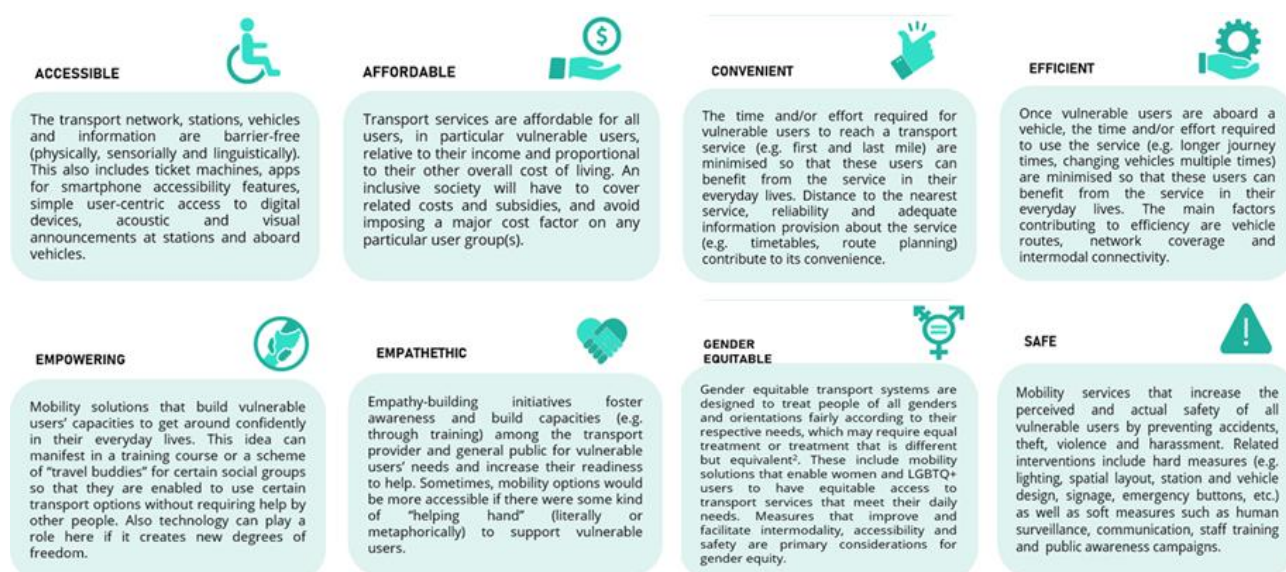 ACCESSIBLE
The transport network, stations, vehicles
and information are barrier-free
(physically, sensorially and linguistically).
This also includes ticket machines, apps
for smartphone accessibility features,
simple user-centric access to digital
devices, acoustic and visual
announcements at stations and aboard
vehicles.
AFFORDABLE
$
Transport services are affordable for all
users, in particular vulnerable users,
relative to their income and proportional
to their other overall cost of living. An
inclusive society will have to cover
related costs and subsidies, and avoid
imposing a major cost factor on any
particular user group(s).
CONVENIENT
The time and/or effort required for
vulnerable users to reach a transport
service (e.g. first and last mile) are
minimised so that these users can
benefit from the service in their
everyday lives. Distance to the nearest
service, reliability and adequate
information provision about the service
(e.g. timetables, route planning)
contribute to its convenience.
EFFICIENT
Once vulnerable users are aboard a
vehicle, the time and/or effort required
to use the service (e.g. longer journey
times, changing vehicles multiple times)
are minimised so that these users can
benefit from the service in their
everyday lives. The main factors
contributing to efficiency are vehicle
routes, network coverage and
intermodal connectivity.
EMPOWERING
Mobility solutions that build vulnerable
users' capacities to get around confidently
in their everyday lives. This idea can
manifest in a training course or a scheme
of "travel buddies" for certain social groups
so that they are enabled to use certain
transport options without requiring help by
other people. Also technology can play a
role here if it creates new degrees of
freedom.
EMPATHETHIC
Empathy-building initiatives foster
awareness and build capacities (e.g.
through training) among the transport
provider and general public for vulnerable
users' needs and increase their readiness
to help. Sometimes, mobility options would
be more accessible if there were some kind
of "helping hand" (literally or
metaphorically) to support vulnerable
users.
GENDER
EQUITABLE
Gender equitable transport systems are
designed to treat people of all genders
and orientations fairly according to their
respective needs, which may require equal
treatment or treatment that is different
but equivalent². These include mobility
solutions that enable women and LGBTQ+
users to have equitable access to
transport services that meet their daily
needs. Measures that improve and
facilitate intermodality, accessibility and
safety are primary considerations for
gender equity.
SAFE
!
Mobility services that increase the
perceived and actual safety of all
vulnerable users by preventing accidents,
theft, violence and harassment. Related
interventions include hard measures (e.g.
lighting, spatial layout, station and vehicle
design, signage, emergency buttons, etc.)
as well as soft measures such as human
surveillance, communication, staff training
and public awareness campaigns.